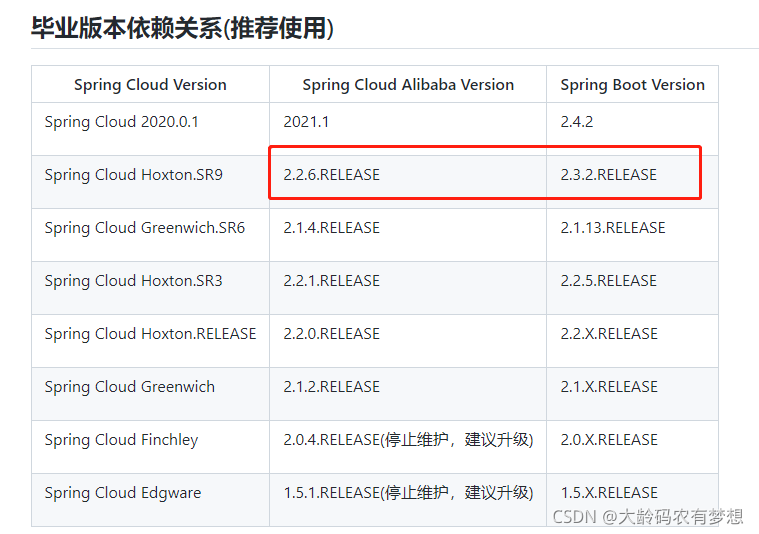 毕业版本依赖关系(推荐使用)
Spring Cloud Version Spring Cloud Alibaba Version Spring Boot Version
Spring Cloud 2020.0.1 2021.1 2.4.2
Spring Cloud Hoxton.SR9 2.2.6.RELEASE 2.3.2.RELEASE
Spring Cloud Greenwich.SR6 2.1.4.RELEASE 2.1.13.RELEASE
Spring Cloud Hoxton.SR3 2.2.1.RELEASE 2.2.5.RELEASE
Spring Cloud Hoxton.RELEASE 2.2.0.RELEASE 2.2.X.RELEASE
Spring Cloud Greenwich 2.1.2.RELEASE 2.1.X.RELEASE
Spring Cloud Finchley 2.0.4.RELEASE(停止维护，建议升级) 2.0.X.RELEASE
Spring Cloud Edgware 1.5.1.RELEASE(停止维护，建议升级) 1.5.X.RELEASE
CSDN @大龄码农有梦想